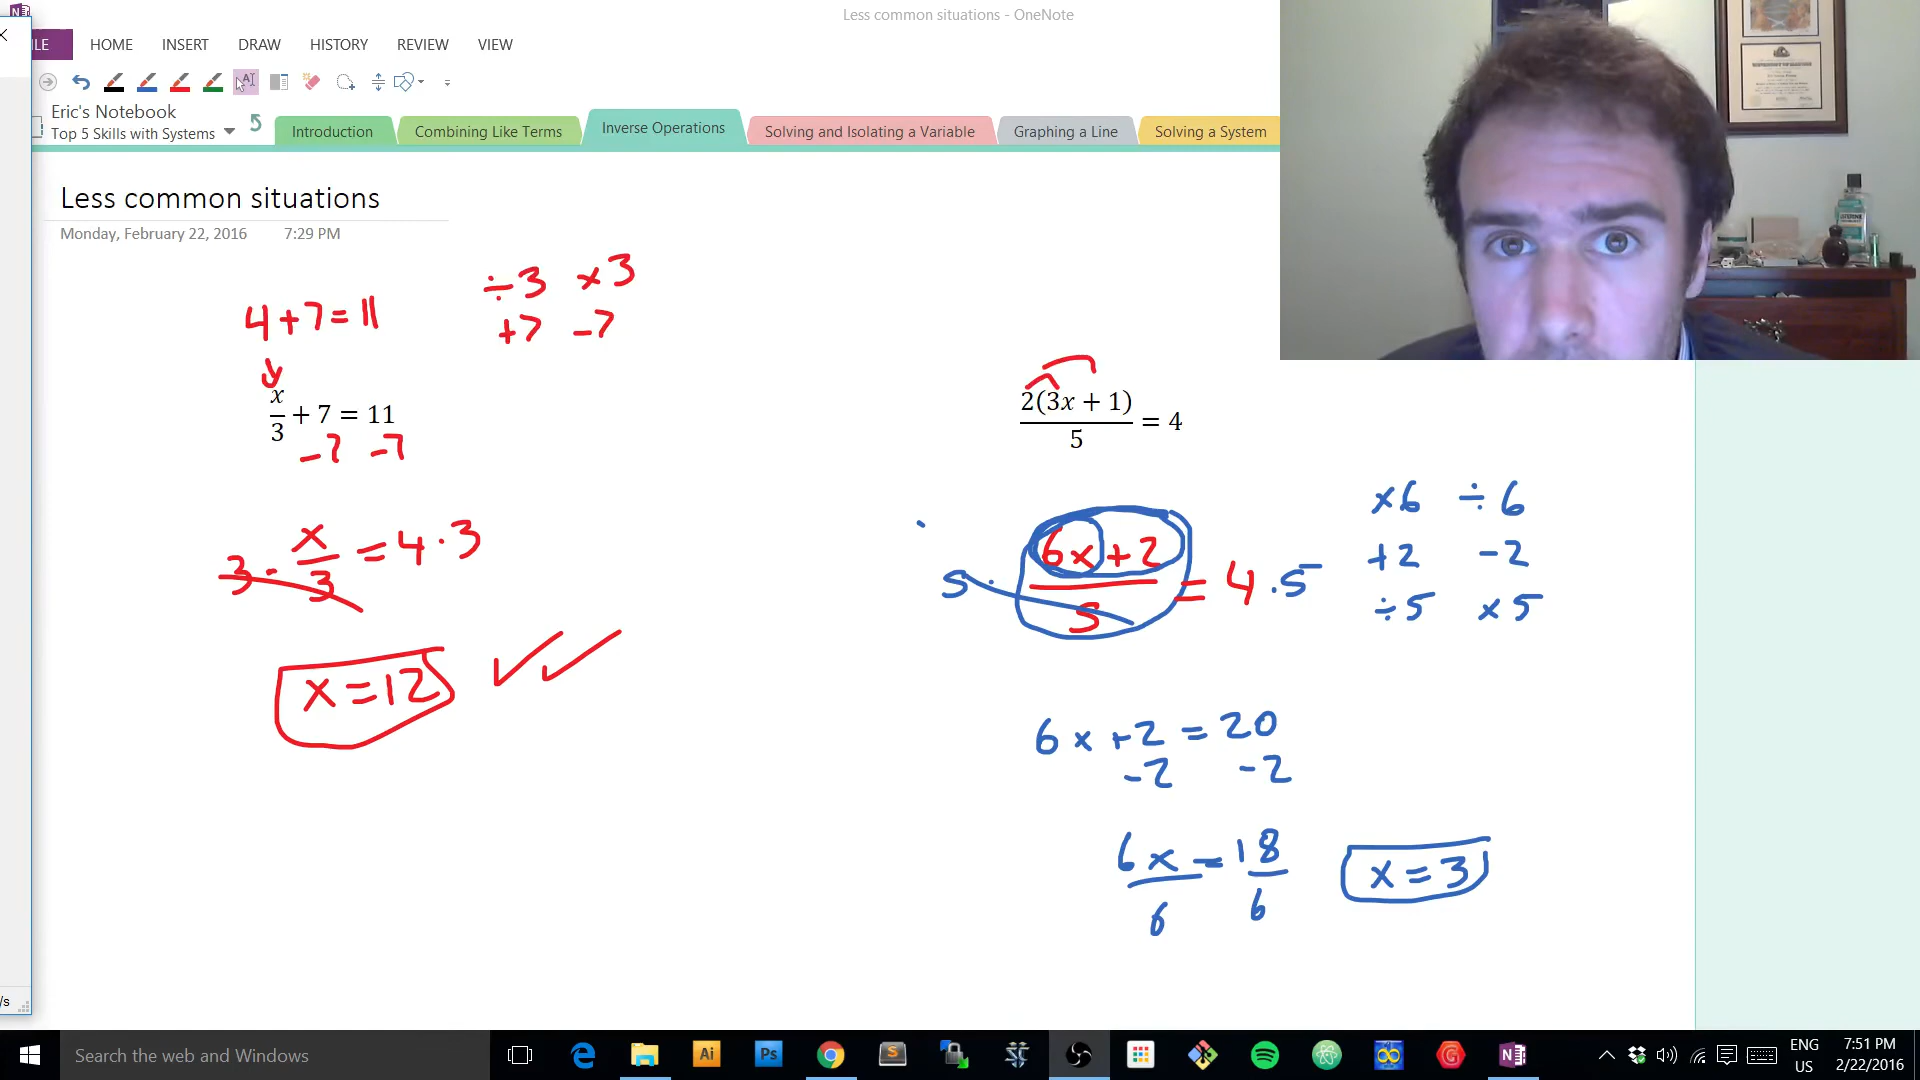 Less common situations - OneNote
ILE HOME INSERT DRAW HISTORY REVIEW VIEW
Eric's Notebook
Top 5 Skills with Systems
Introduction Combining Like Terms Inverse Operations Solving and Isolating a Variable Graphing a Line Solving a System
Less common situations
Monday, February 22, 2016 7:29 PM
÷3 ×3
+7 -7
4+7=11
x/3 + 7 = 11
-7 -7
3 · x/3 = 4 · 3
x=12
2(3x + 1)/5 = 4
5 · 6x+2/5 = 4 · 5
×6 ÷6
+2 -2
÷5 ×5
6x+2=20
-2 -2
6x=18
6 6
x=3
LISTERINE
/s
Search the web and Windows
Ai Ps S N
ENG 7:51 PM
US 2/22/2016